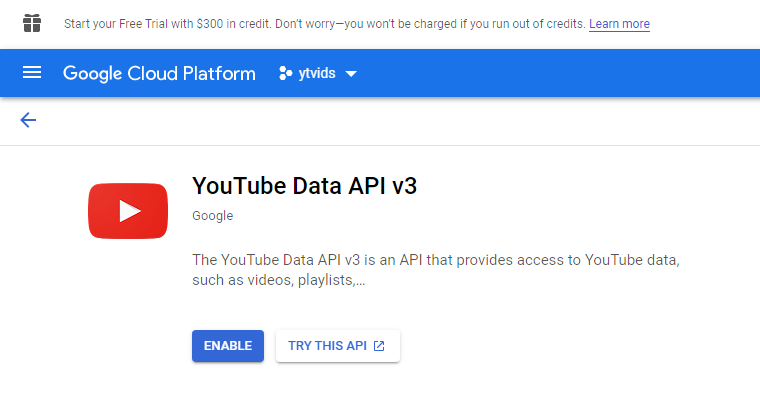 Start your Free Trial with $300 in credit. Don't worry—you won't be charged if you run out of credits. Learn more
Google Cloud Platform ytvids
YouTube Data API v3
Google
The YouTube Data API v3 is an API that provides access to YouTube data,
such as videos, playlists,...
ENABLE TRY THIS API